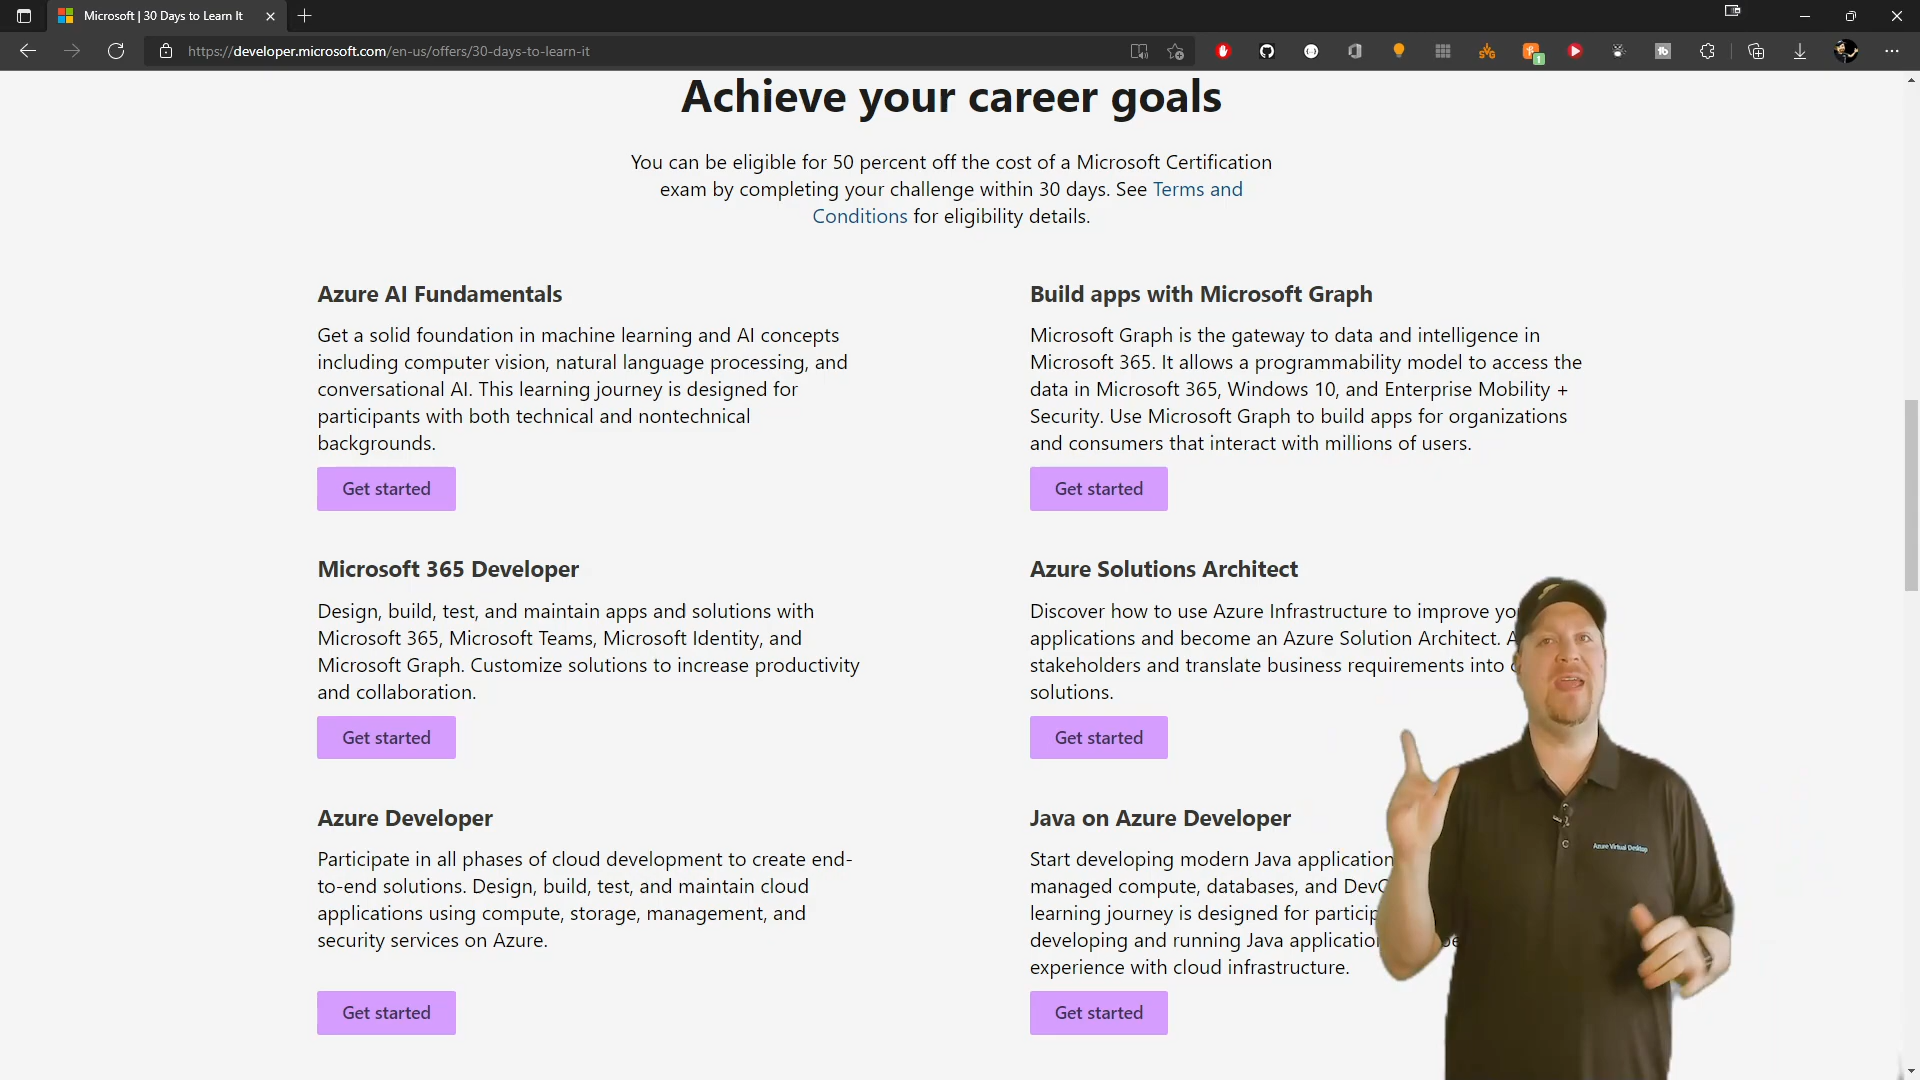 Microsoft | 30 Days to Learn It
https://developer.microsoft.com/en-us/offers/30-days-to-learn-it
Achieve your career goals
You can be eligible for 50 percent off the cost of a Microsoft Certification
exam by completing your challenge within 30 days. See Terms and
Conditions for eligibility details.
Azure AI Fundamentals
Get a solid foundation in machine learning and AI concepts
including computer vision, natural language processing, and
conversational AI. This learning journey is designed for
participants with both technical and nontechnical
backgrounds.
Get started
Build apps with Microsoft Graph
Microsoft Graph is the gateway to data and intelligence in
Microsoft 365. It allows a programmability model to access the
data in Microsoft 365, Windows 10, and Enterprise Mobility +
Security. Use Microsoft Graph to build apps for organizations
and consumers that interact with millions of users.
Get started
Microsoft 365 Developer
Design, build, test, and maintain apps and solutions with
Microsoft 365, Microsoft Teams, Microsoft Identity, and
Microsoft Graph. Customize solutions to increase productivity
and collaboration.
Get started
Azure Solutions Architect
Discover how to use Azure Infrastructure to improve
applications and become an Azure Solution Architect.
stakeholders and translate business requirements into
solutions.
Get started
Azure Developer
Participate in all phases of cloud development to create end-
to-end solutions. Design, build, test, and maintain cloud
applications using compute, storage, management, and
security services on Azure.
Get started
Java on Azure Developer
Start developing modern Java application
managed compute, databases, and
learning journey is designed for
developing and running Java
experience with cloud infrastructure.
Get started
Azure Virtual Desktop